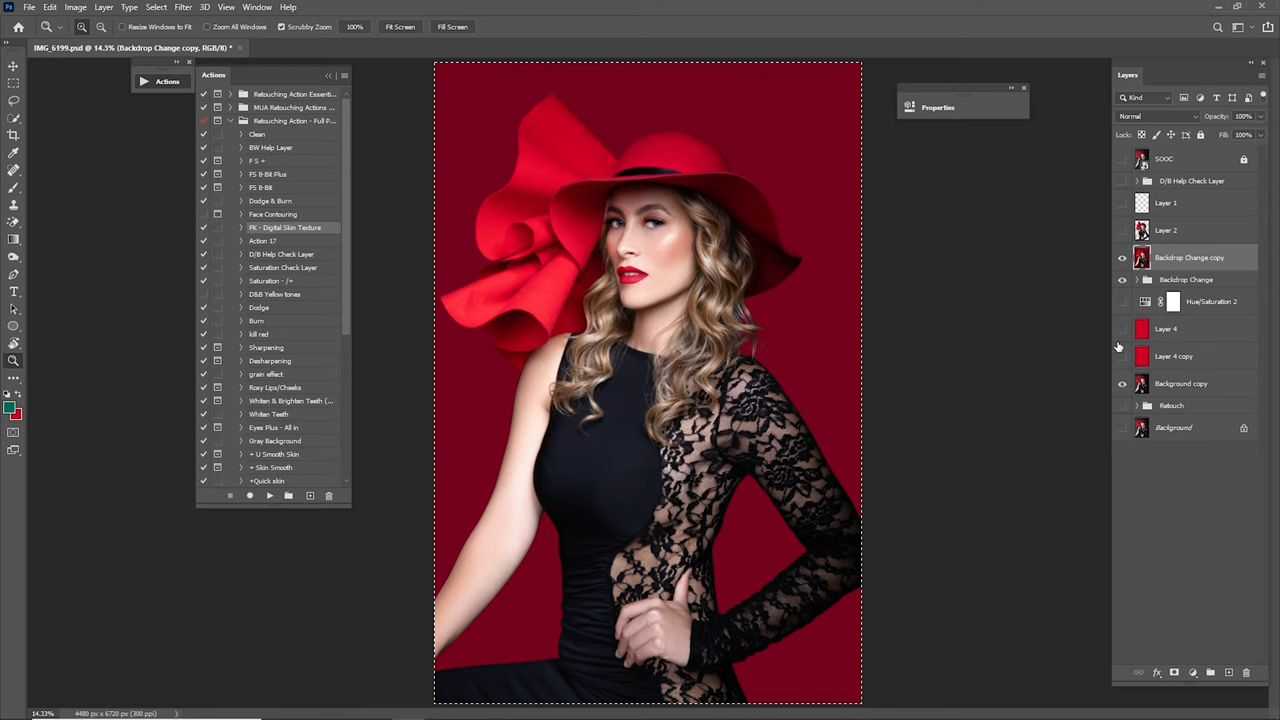 Ps File Edit Image Layer Type Select Filter 3D View Window Help
Resize Windows to Fit Zoom All Windows Scrubby Zoom 100% Fit Screen Fill Screen
IMG_6199.psd @ 14.3% (Backdrop Change copy, RGB/8) *
Actions
Actions
Retouching Action Essenti...
MUA Retouching Actions ...
Retouching Action - Full P...
Clean
BW Help Layer
F S +
FS 8-Bit Plus
FS 8-Bit
Dodge & Burn
Face Contouring
FK - Digital Skin Texture
Action 17
D/B Help Check Layer
Saturation Check Layer
Saturation - /+
D&B Yellow tones
Dodge
Burn
kill red
Sharpening
Desharpening
grain effect
Rosy Lips/Cheeks
Whiten & Brighten Teeth (...
Whiten Teeth
Eyes Plus - All in
Gray Background
+ U Smooth Skin
+ Skin Smooth
+Quick skin
Properties
Layers
Kind
Normal Opacity: 100%
Lock: Fill: 100%
SOOC
D/B Help Check Layer
Layer 1
Layer 2
Backdrop Change copy
Backdrop Change
Hue/Saturation 2
Layer 4
Layer 4 copy
Background copy
Retouch
Background
14.33% 4480 px x 6720 px (300 ppi)